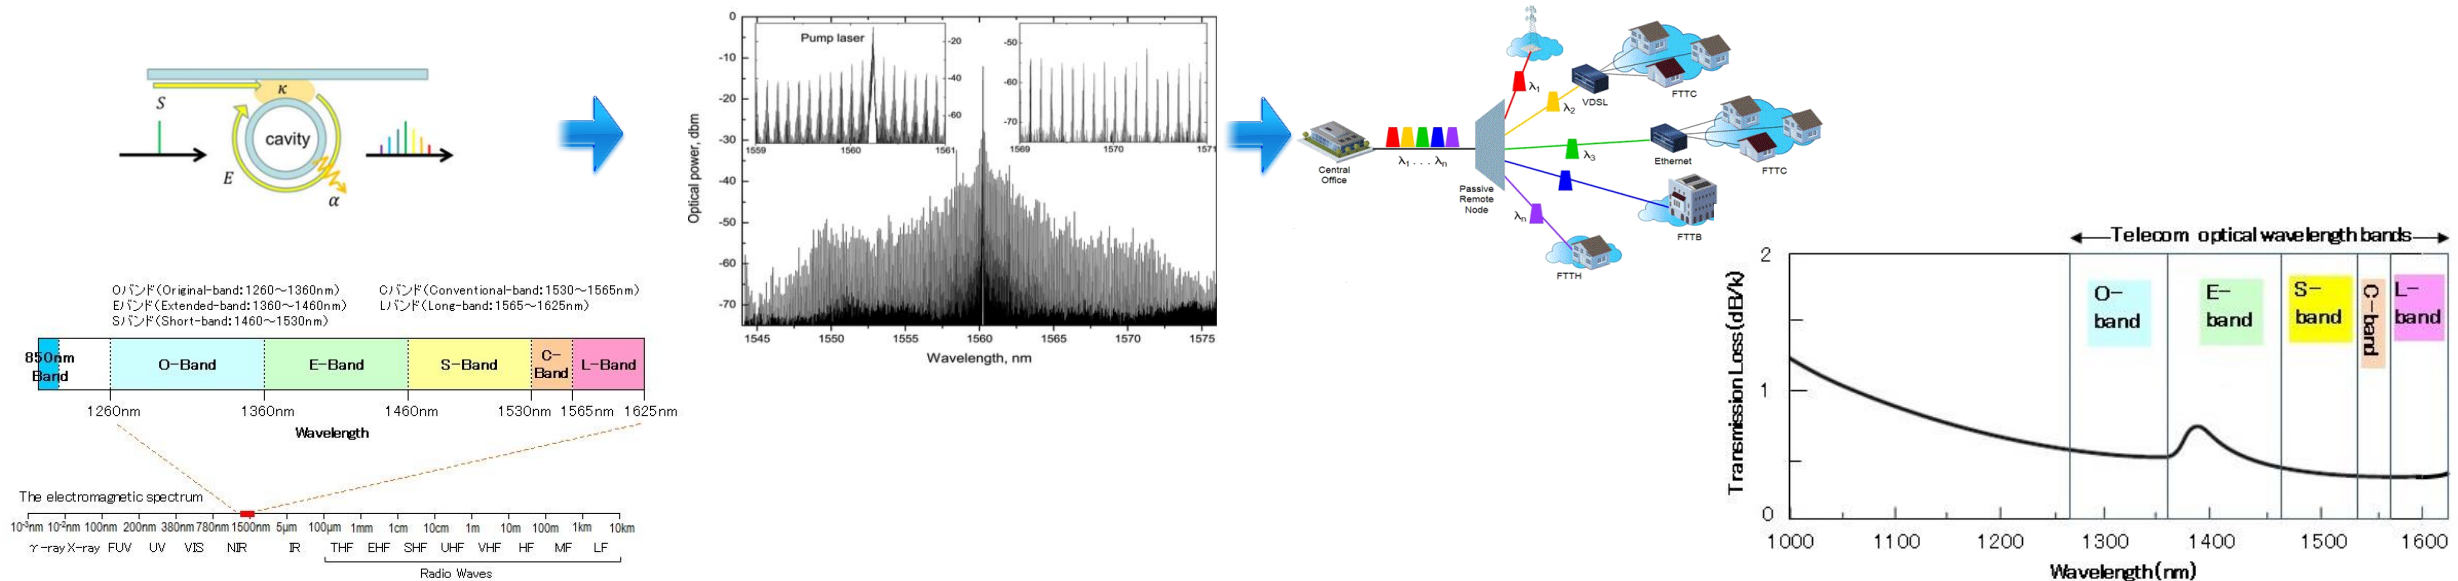 S
κ
cavity
E
α
Oバンド(Original-band:1260～1360nm)
Eバンド(Extended-band:1360～1460nm)
Sバンド(Short-band:1460～1530nm)
Cバンド(Conventional-band:1530～1565nm)
Lバンド(Long-band:1565～1625nm)
850nm
Band
O-Band
E-Band
S-Band
C-
Band
L-Band
1260nm
1360nm
1460nm
1530nm
1565nm
1625nm
Wavelength
The electromagnetic spectrum
10⁻³nm 10⁻²nm 100nm 200nm 380nm 780nm 1500nm 5μm 100μm 1mm 1cm 10cm 1m 10m 100m 1km 10km
γ-ray X-ray FUV UV VIS NIR IR THF EHF SHF UHF VHF HF MF LF
Radio Waves
Optical power, dbm
0
-10
-20
-30
-40
-50
-60
-70
Pump laser
-20
-40
-60
1559
1560
1561
-50
-60
-70
1569
1570
1571
1545
1550
1555
1560
1565
1570
1575
Wavelength, nm
Central
Office
λ₁ . . . λₙ
Passive
Remote
Node
λ₁
λ₂
λ₃
λₙ
VDSL
FTTC
Ethernet
FTTC
FTTB
FTTH
Telecom optical wavelength bands
Transmission Loss(dB/k)
2
1
0
O-
band
E-
band
S-
band
C-band
L-
band
1000
1100
1200
1300
1400
1500
1600
Wavelength(nm)